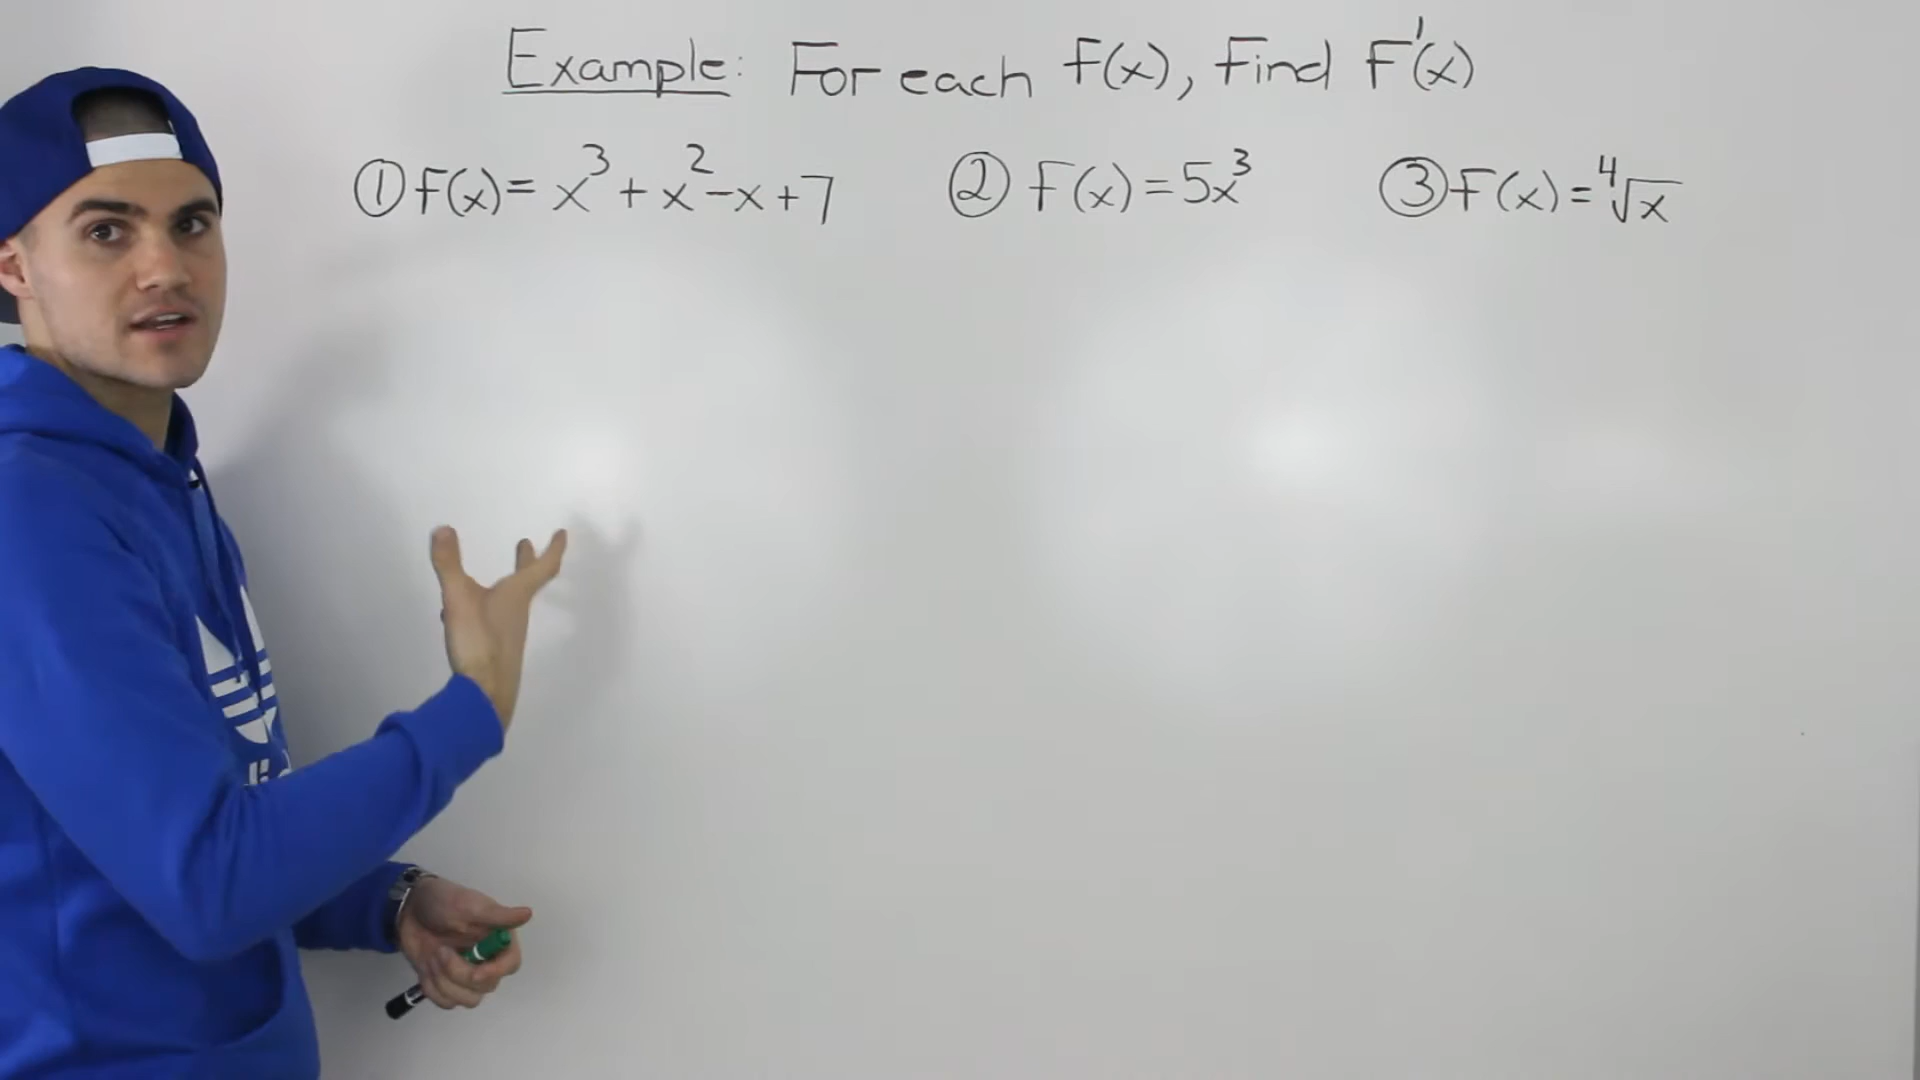 Example: For each f(x), find f'(x)
① f(x) = x³ + x² - x + 7 ② f(x) = 5x³ ③ f(x) = ⁴√x